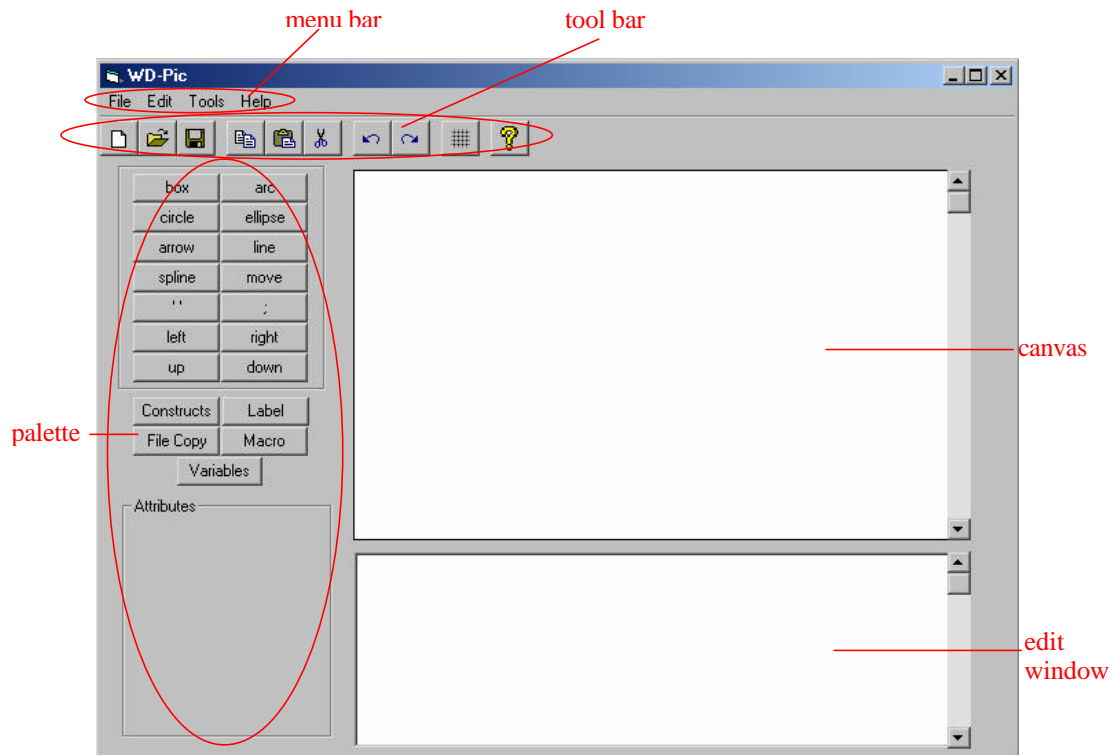 menu bar tool bar
WD-Pic
File Edit Tools Help
box arc
circle ellipse
arrow line
spline move
' ' ;
left right
up down
canvas
Constructs Label
palette File Copy Macro
Variables
Attributes
edit
window